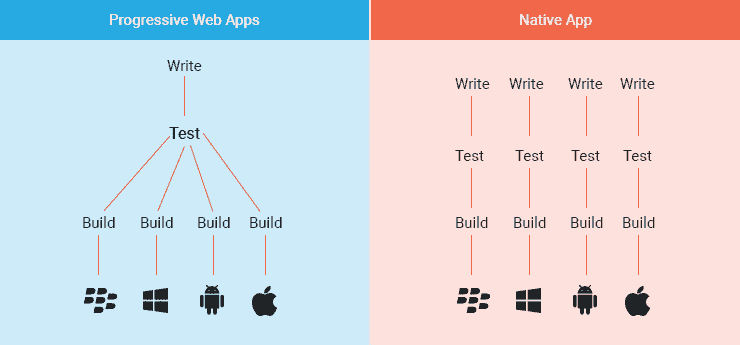 Progressive Web Apps
Write
Test
Build Build Build Build
Native App
Write Write Write Write
Test Test Test Test
Build Build Build Build